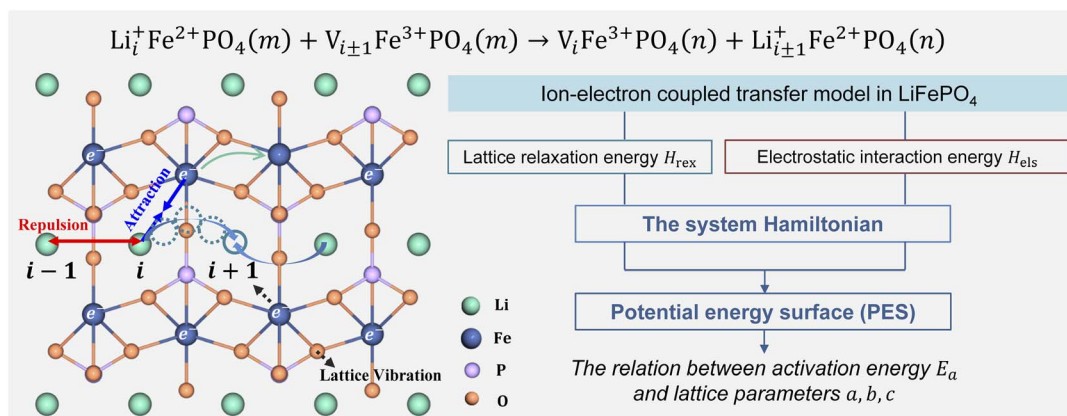 Li_i^+Fe^{2+}PO_4(m) + V_{i±1}Fe^{3+}PO_4(m) → V_iFe^{3+}PO_4(n) + Li_{i±1}^+Fe^{2+}PO_4(n)
e⁻
e⁻
e⁻
Attraction
Repulsion
i − 1
i
i + 1
e⁻
e⁻
e⁻
e⁻
Lattice Vibration
Li
Fe
P
O
Ion-electron coupled transfer model in LiFePO₄
Lattice relaxation energy H_rex
Electrostatic interaction energy H_els
The system Hamiltonian
Potential energy surface (PES)
The relation between activation energy E_a
and lattice parameters a, b, c